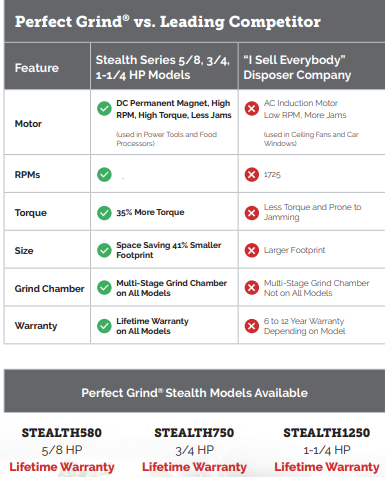 Perfect Grind® vs. Leading Competitor
Feature
Stealth Series 5/8, 3/4,
1-1/4 HP Models
“I Sell Everybody”
Disposer Company
Motor
DC Permanent Magnet, High
RPM, High Torque, Less Jams
(used in Power Tools and Food
Processors)
AC Induction Motor
Low RPM, More Jams
(used in Ceiling Fans and Car
Windows)
RPMs
1725
Torque
35% More Torque
Less Torque and Prone to
Jamming
Size
Space Saving 41% Smaller
Footprint
Larger Footprint
Grind Chamber
Multi-Stage Grind Chamber
on All Models
Multi-Stage Grind Chamber
Not on All Models
Warranty
Lifetime Warranty
on All Models
6 to 12 Year Warranty
Depending on Model
Perfect Grind® Stealth Models Available
STEALTH580
5/8 HP
Lifetime Warranty
STEALTH750
3/4 HP
Lifetime Warranty
STEALTH1250
1-1/4 HP
Lifetime Warranty